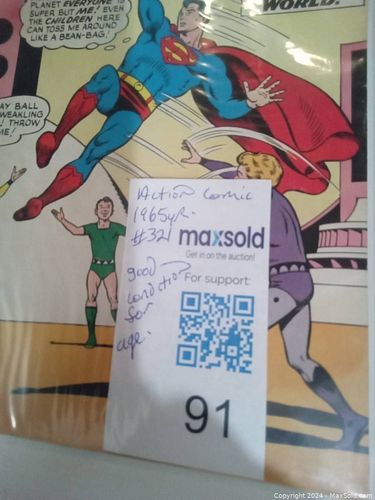 PLANET EVERYONE IS
SUPER BUT ME! EVEN
THE CHILDREN HERE
CAN TOSS ME AROUND
LIKE A BEAN-BAG!
WORLD!
AY BALL
WEAKLING
! THROW
ME!
Action Comic
1965yr-
#321
good
condition
for
age.
maxsold
Get in on the auction!
For support:
91
Copyright 2024 - MaxSold.com